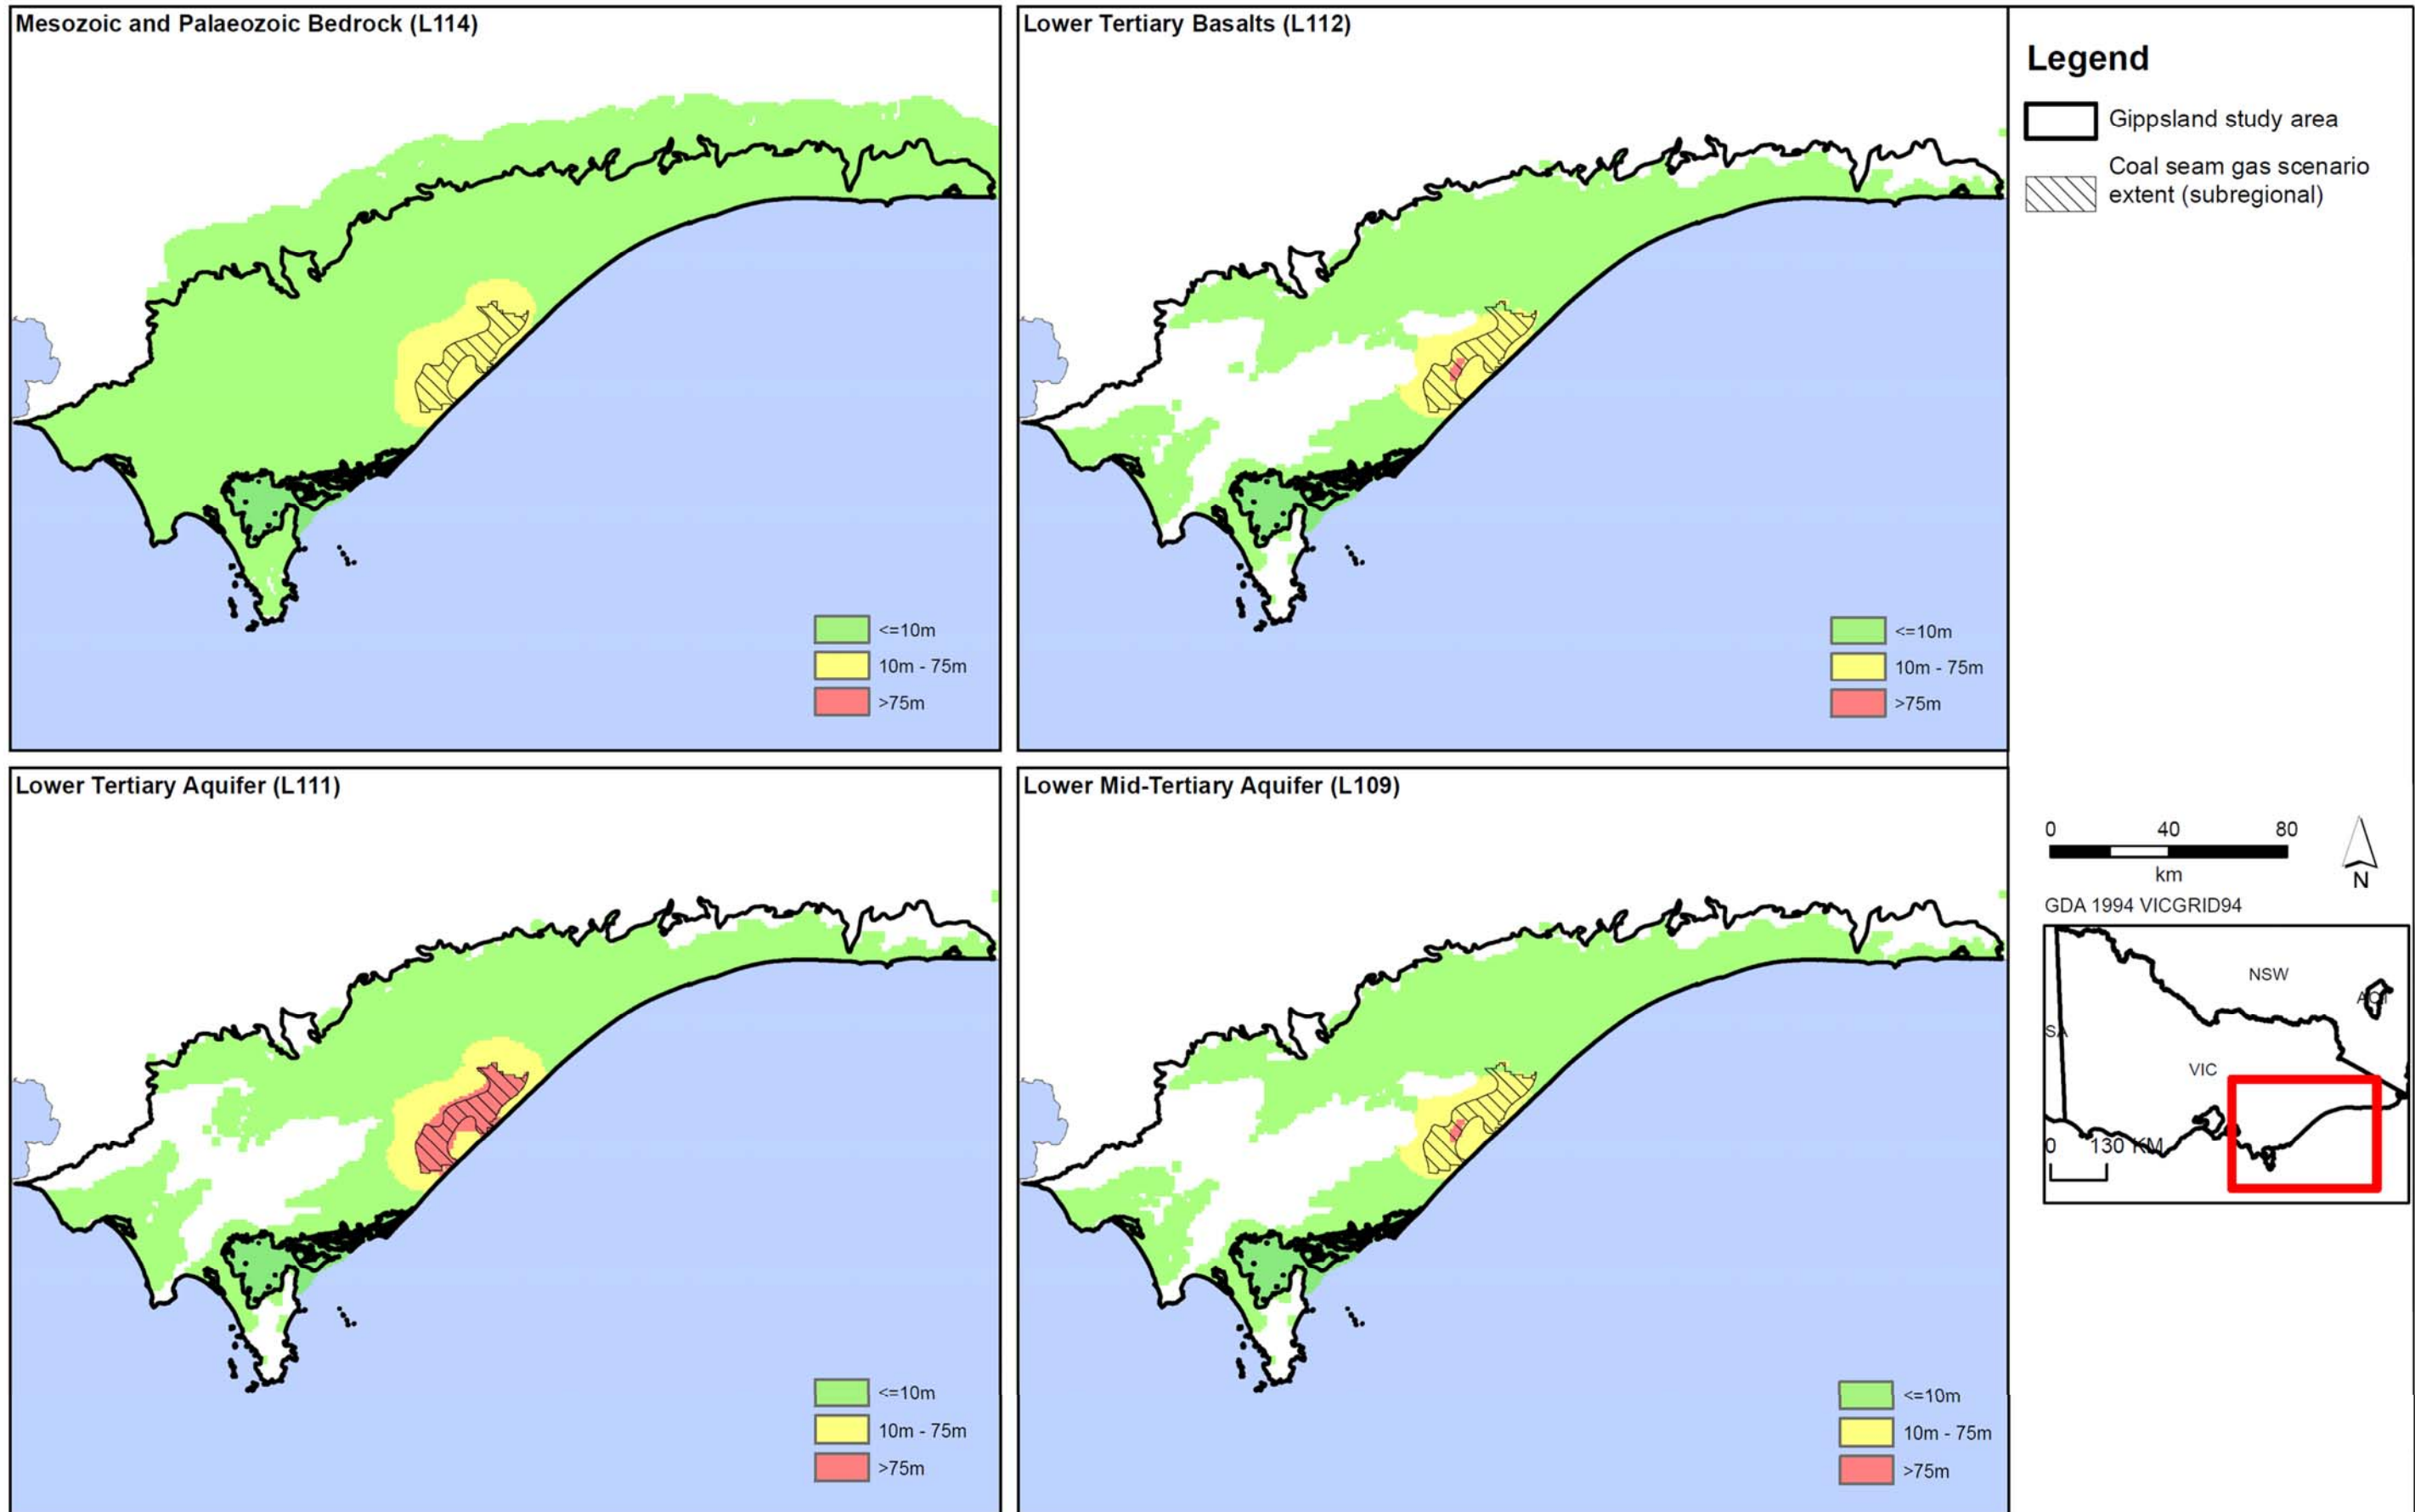 Mesozoic and Palaeozoic Bedrock (L114)
<=10m
10m - 75m
>75m
Lower Tertiary Basalts (L112)
<=10m
10m - 75m
>75m
Legend
Gippsland study area
Coal seam gas scenario
extent (subregional)
Lower Tertiary Aquifer (L111)
<=10m
10m - 75m
>75m
Lower Mid-Tertiary Aquifer (L109)
<=10m
10m - 75m
>75m
0 40 80
km
N
GDA 1994 VICGRID94
NSW
ACT
SA
VIC
0 130 KM